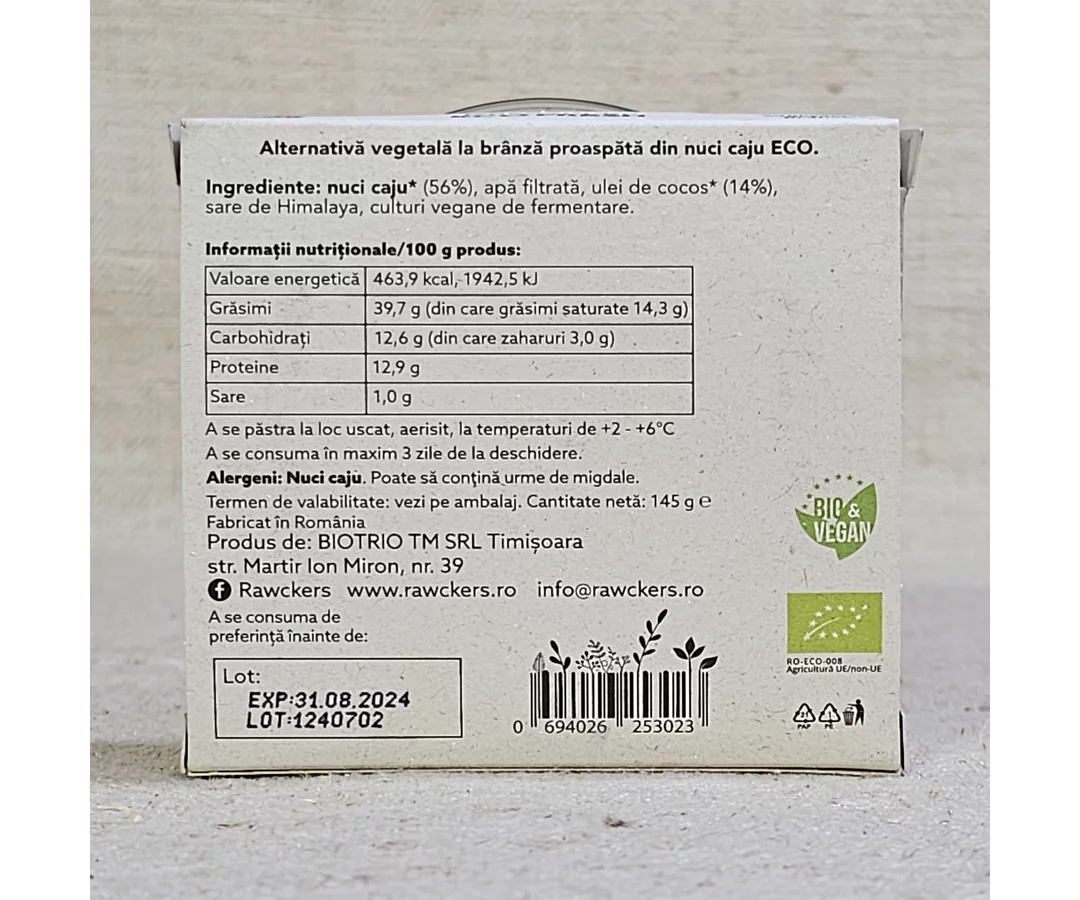 Alternativă vegetală la brânză proaspătă din nuci caju ECO.
Ingrediente: nuci caju* (56%), apă filtrată, ulei de cocos* (14%),
sare de Himalaya, culturi vegane de fermentare.
Informații nutriționale/100 g produs:
Valoare energetică 463,9 kcal, 1942,5 kJ
Grăsimi 39,7 g (din care grăsimi saturate 14,3 g)
Carbohidrați 12,6 g (din care zaharuri 3,0 g)
Proteine 12,9 g
Sare 1,0 g
A se păstra la loc uscat, aerisit, la temperaturi de +2 - +6°C
A se consuma în maxim 3 zile de la deschidere.
Alergeni: Nuci caju. Poate să conțină urme de migdale.
Termen de valabilitate: vezi pe ambalaj. Cantitate netă: 145 g ℮
Fabricat în România
Produs de: BIOTRIO TM SRL Timișoara
str. Martir Ion Miron, nr. 39
Rawckers www.rawckers.ro info@rawckers.ro
A se consuma de
preferință înainte de:
Lot:
EXP:31.08.2024
LOT:1240702
0 694026 253023
BIO &
VEGAN
RO-ECO-008
Agricultură UE/non-UE
PAP PE